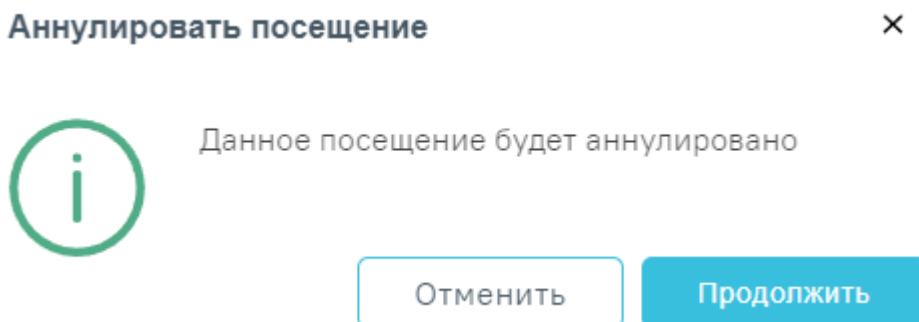 Аннулировать посещение
Данное посещение будет аннулировано
Отменить
Продолжить